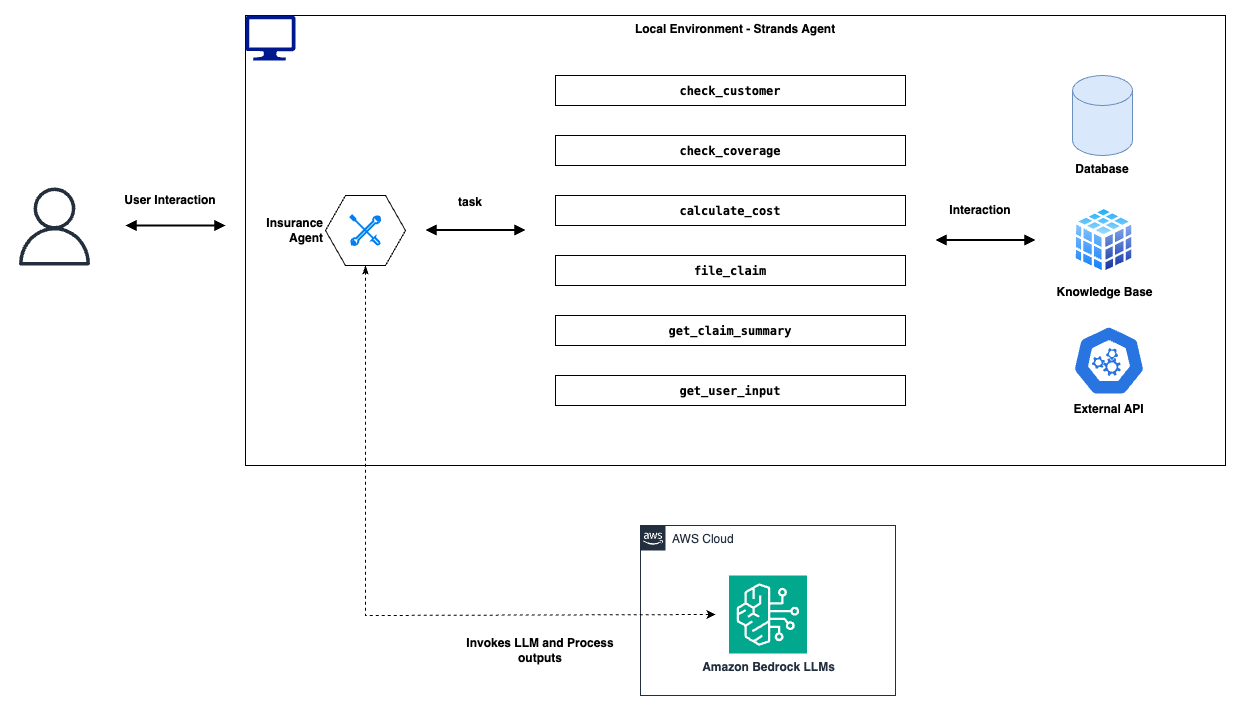 Local Environment - Strands Agent
check_customer
check_coverage
calculate_cost
file_claim
get_claim_summary
get_user_input
User Interaction
Insurance
Agent
task
Interaction
Database
Knowledge Base
External API
aws
AWS Cloud
Invokes LLM and Process
outputs
Amazon Bedrock LLMs